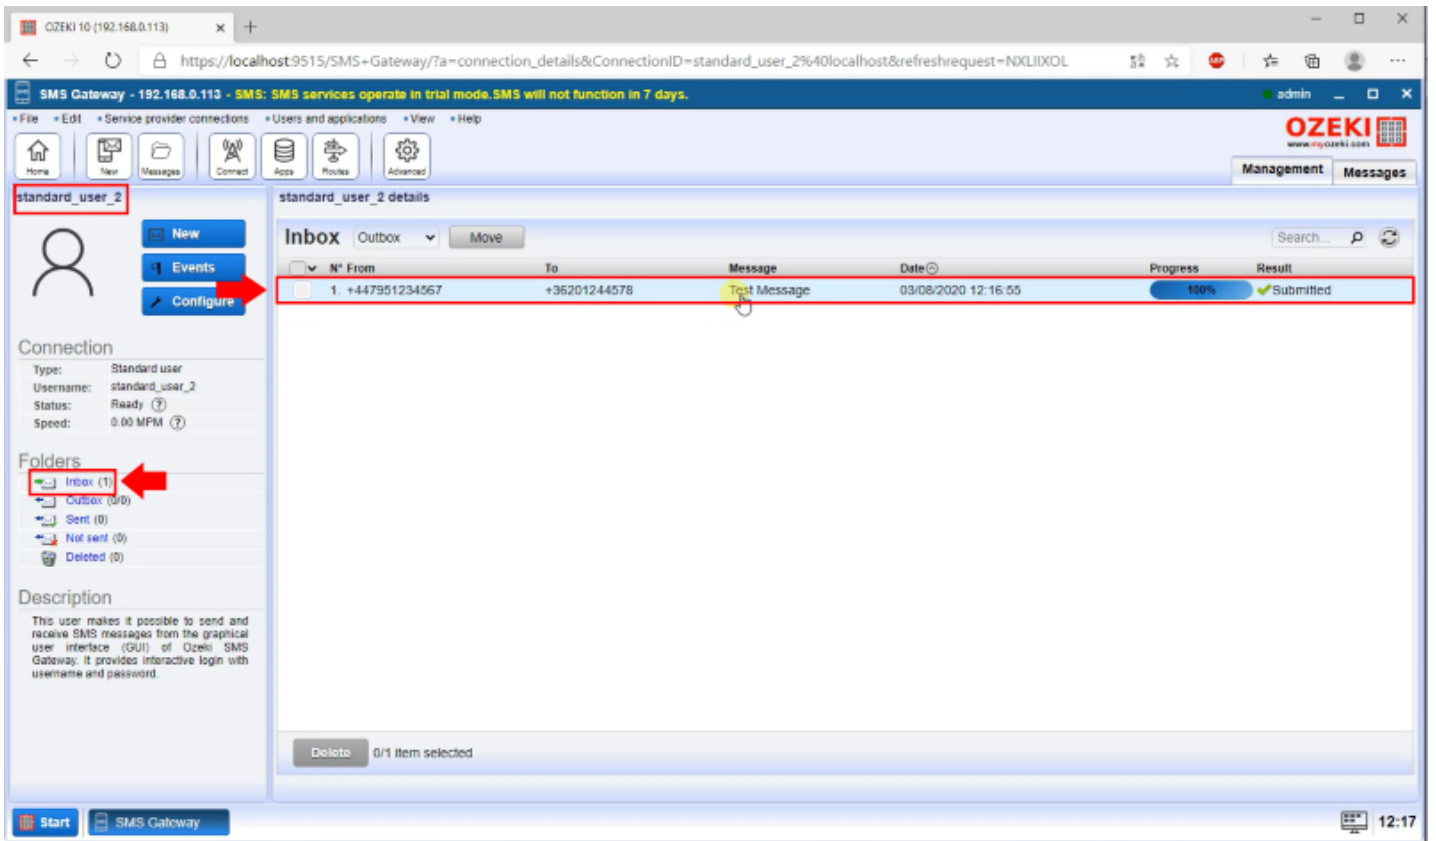 OZEKI 10 (192.168.0.113)
https://localhost:9515/SMS+Gateway/?a=connection_details&ConnectionID=standard_user_2%40localhost&refreshrequest=NXLIIXOL
SMS Gateway - 192.168.0.113 - SMS: SMS services operate in trial mode.SMS will not function in 7 days.
admin
File Edit Service provider connections Users and applications View Help
OZEKI
www.myozeki.com
Home New Messages Connect Apps Routes Advanced
Management Messages
standard_user_2
standard_user_2 details
New
Events
Configure
Inbox Outbox Move Search...
N° From To Message Date Progress Result
1. +447951234567 +36201244578 Test Message 03/08/2020 12:16:55 100% Submitted
Connection
Type: Standard user
Username: standard_user_2
Status: Ready ?
Speed: 0.00 MPM ?
Folders
Inbox (1)
Outbox (0/0)
Sent (0)
Not sent (0)
Deleted (0)
Description
This user makes it possible to send and
receive SMS messages from the graphical
user interface (GUI) of Ozeki SMS
Gateway. It provides interactive login with
username and password.
Delete 0/1 item selected
Start SMS Gateway 12:17